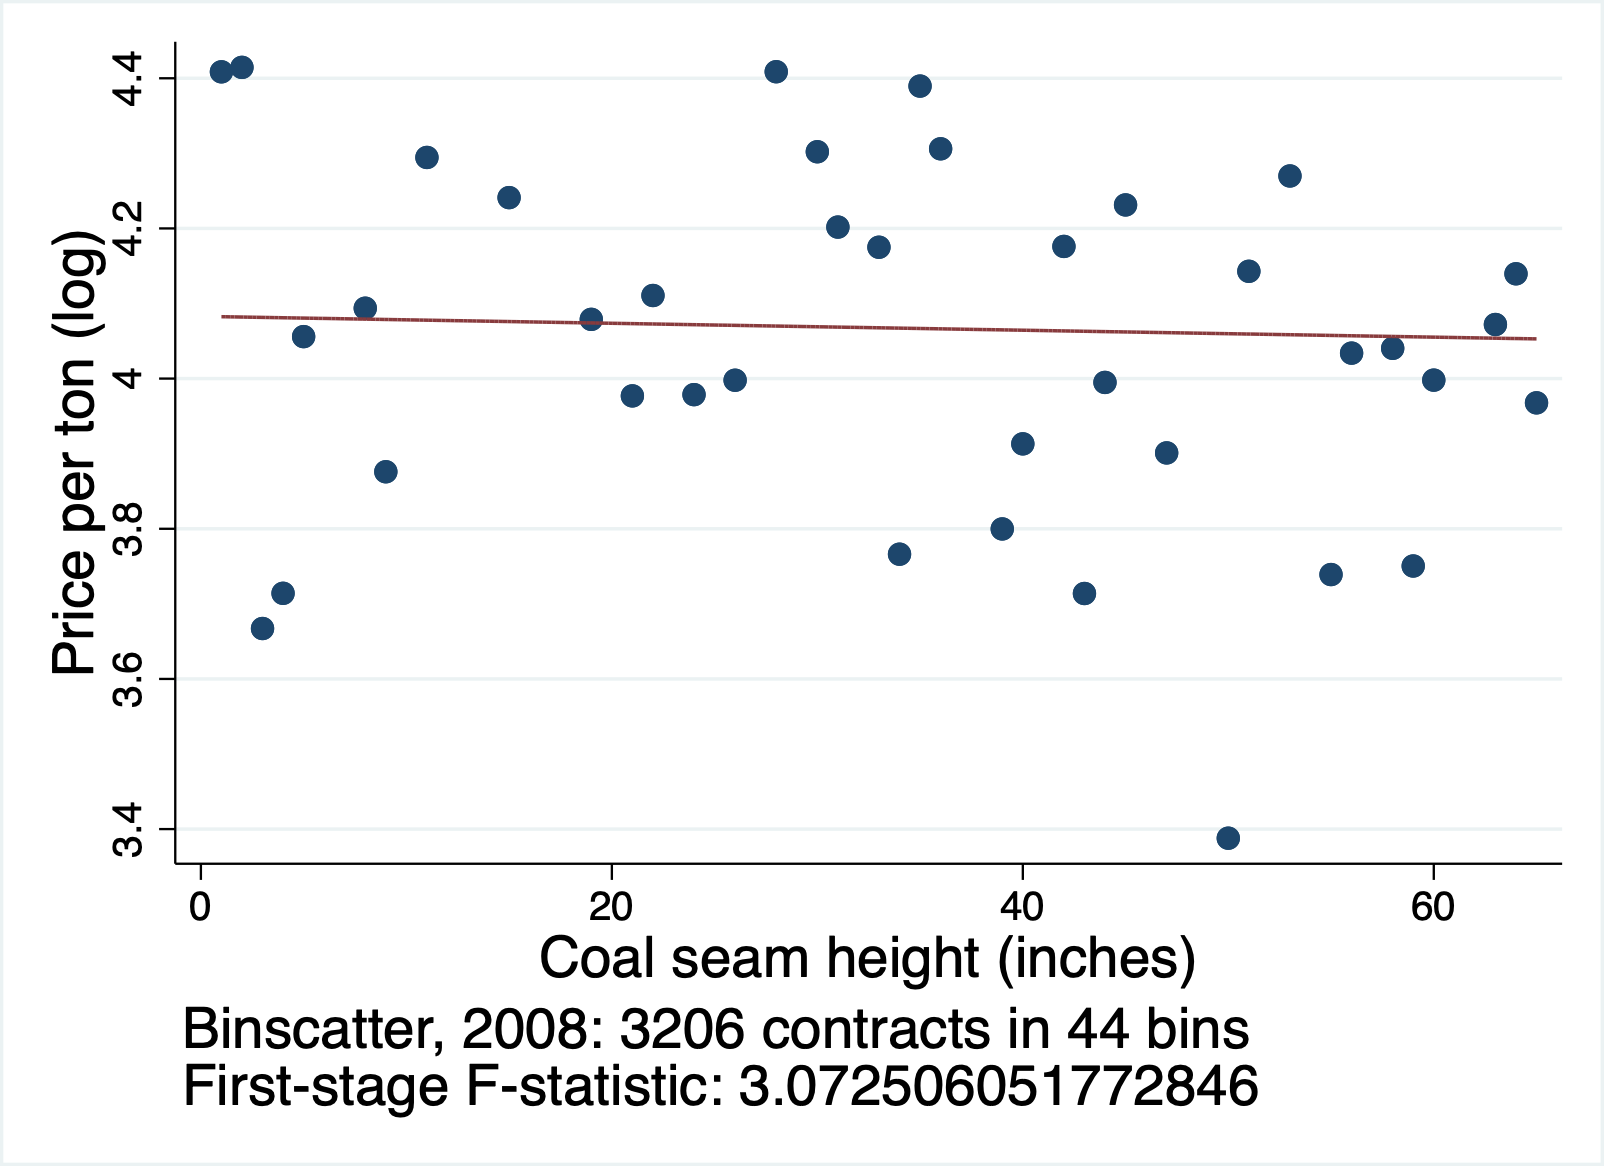 4.4
4.2
4
3.8
3.6
3.4
Price per ton (log)
0 20 40 60
Coal seam height (inches)
Binscatter, 2008: 3206 contracts in 44 bins
First-stage F-statistic: 3.072506051772846